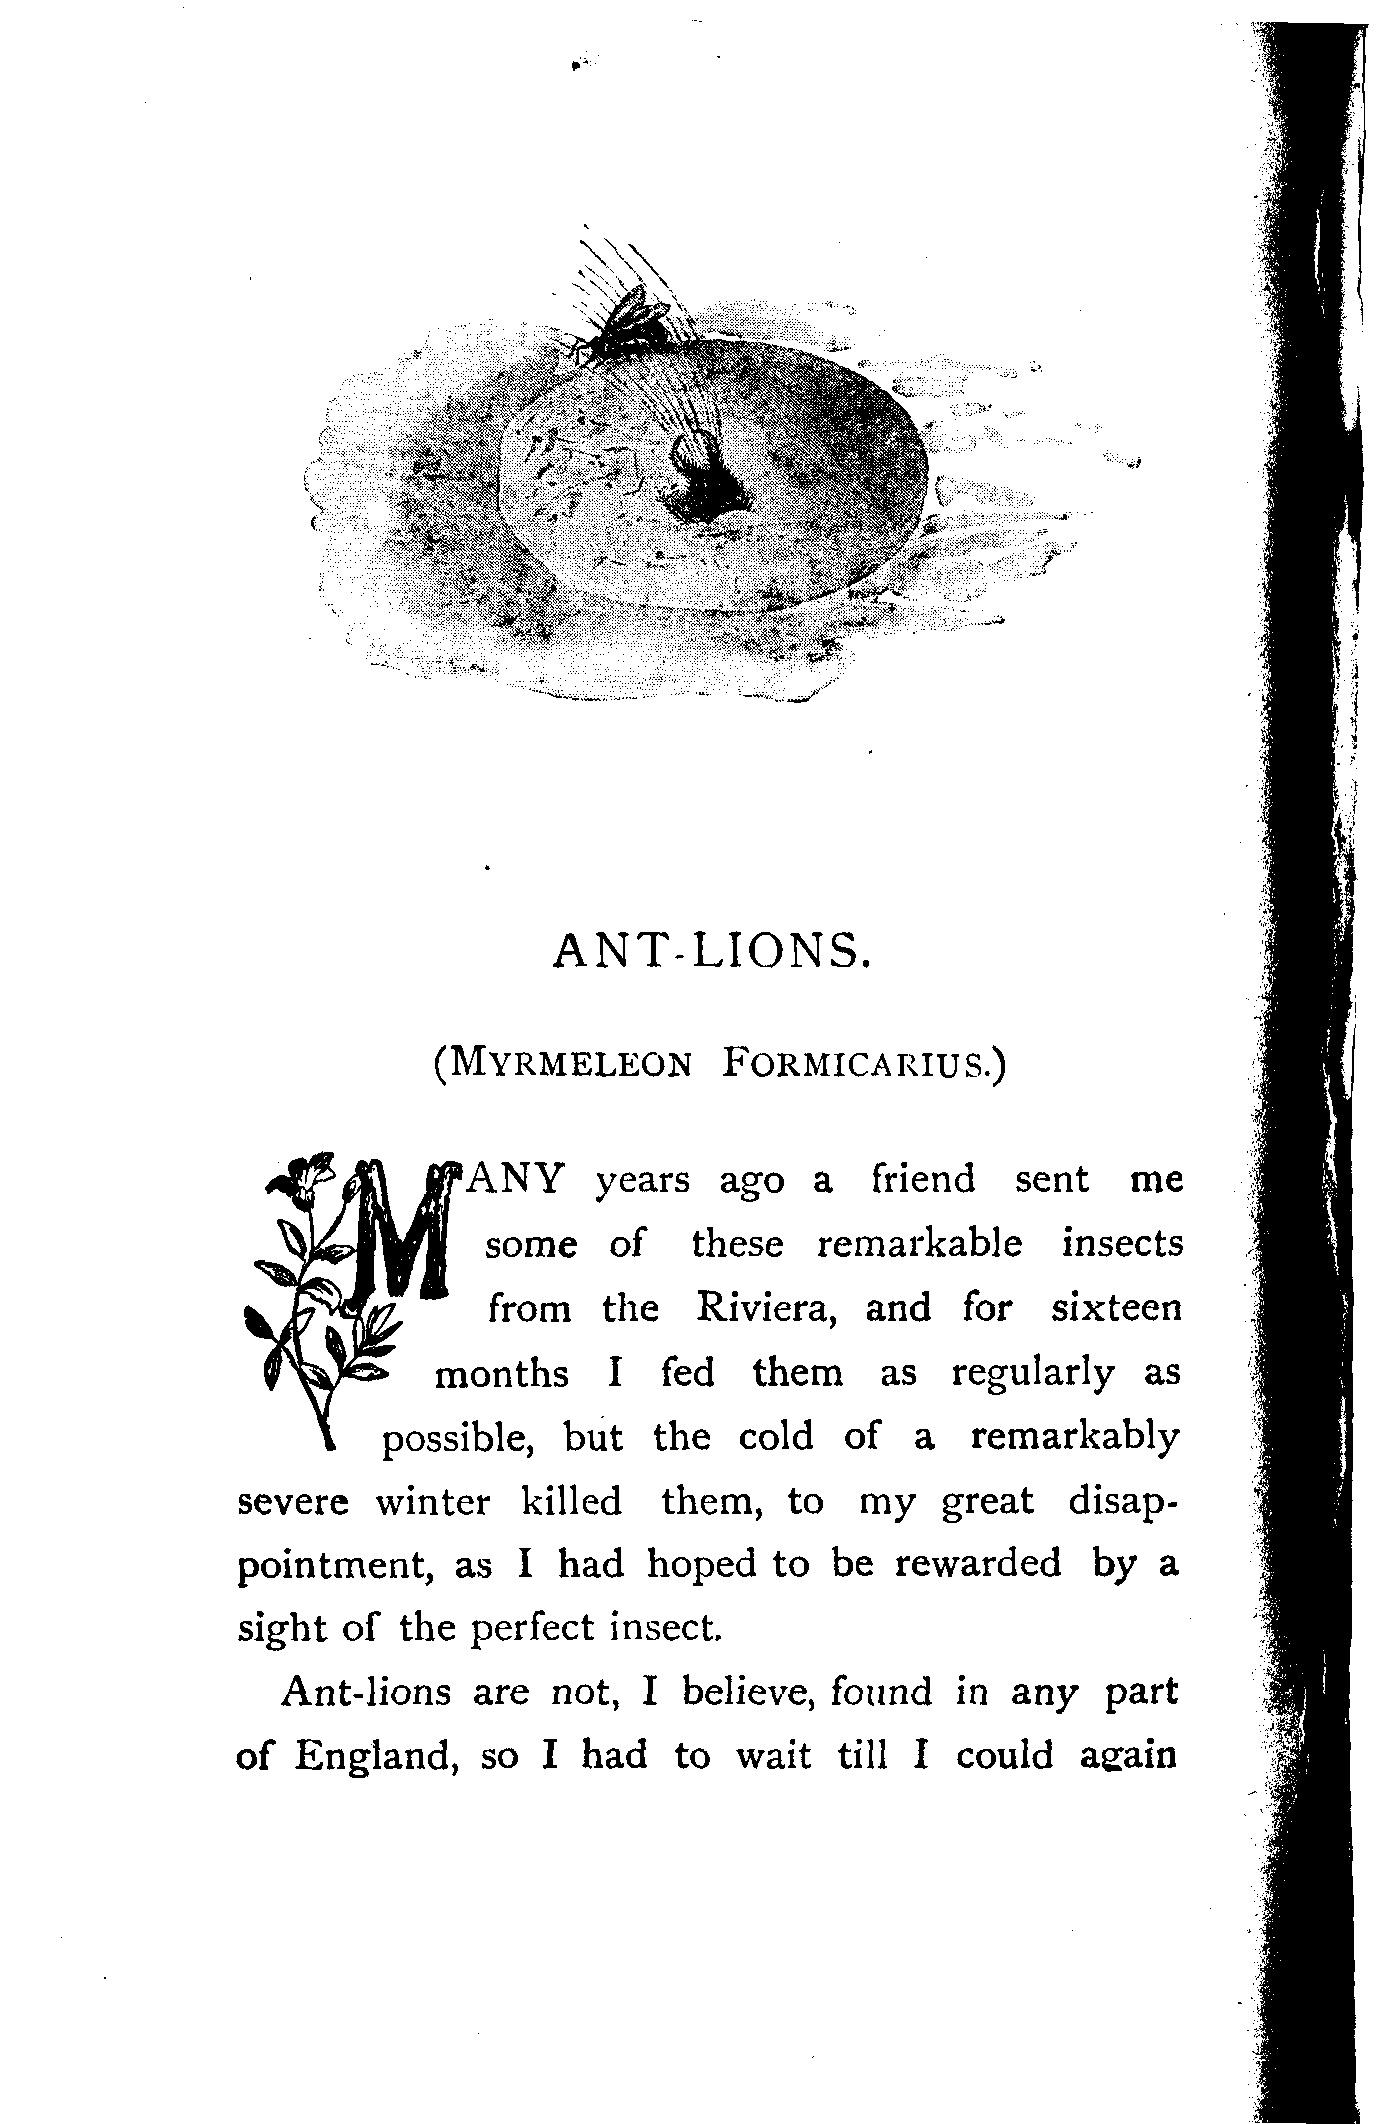 ANT-LIONS.
(MYRMELEON FORMICARIUS.)
MANY years ago a friend sent me
some of these remarkable insects
from the Riviera, and for sixteen
months I fed them as regularly as
possible, but the cold of a remarkably
severe winter killed them, to my great disap-
pointment, as I had hoped to be rewarded by a
sight of the perfect insect.
Ant-lions are not, I believe, found in any part
of England, so I had to wait till I could again